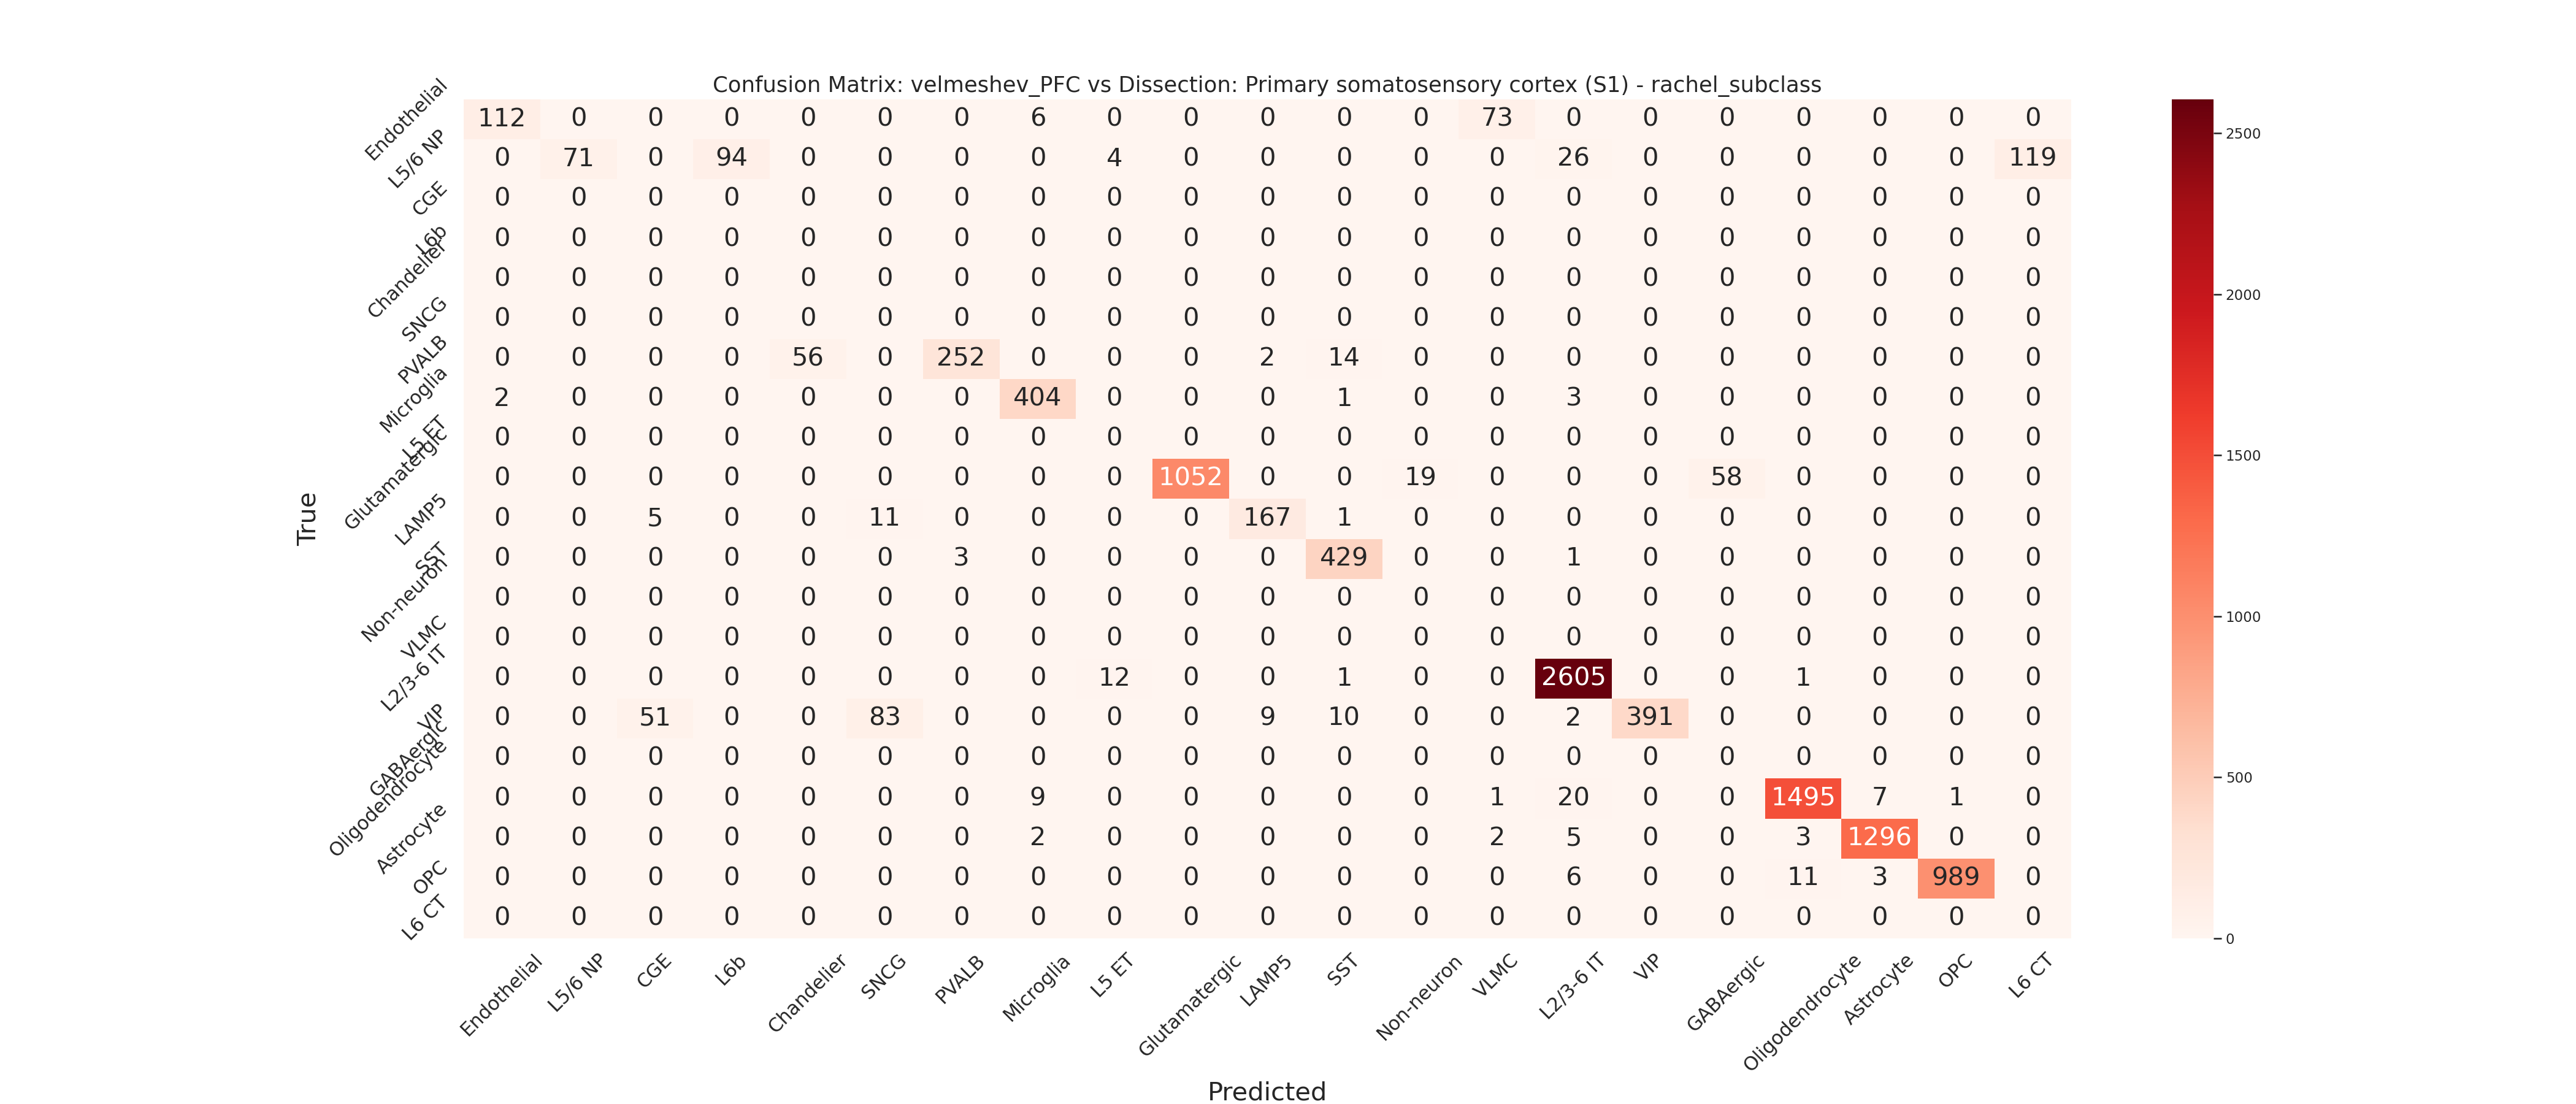 Confusion Matrix: velmeshev_PFC vs Dissection: Primary somatosensory cortex (S1) - rachel_subclass
True
Endothelial 112 0 0 0 0 0 0 6 0 0 0 0 0 73 0 0 0 0 0 0 0
L5/6 NP 0 71 0 94 0 0 0 0 4 0 0 0 0 0 26 0 0 0 0 0 119
CGE 0 0 0 0 0 0 0 0 0 0 0 0 0 0 0 0 0 0 0 0 0
L6b 0 0 0 0 0 0 0 0 0 0 0 0 0 0 0 0 0 0 0 0 0
Chandelier 0 0 0 0 0 0 0 0 0 0 0 0 0 0 0 0 0 0 0 0 0
SNCG 0 0 0 0 0 0 0 0 0 0 0 0 0 0 0 0 0 0 0 0 0
PVALB 0 0 0 0 56 0 252 0 0 0 2 14 0 0 0 0 0 0 0 0 0
Microglia 2 0 0 0 0 0 0 404 0 0 0 1 0 0 3 0 0 0 0 0 0
L5 ET 0 0 0 0 0 0 0 0 0 0 0 0 0 0 0 0 0 0 0 0 0
Glutamatergic 0 0 0 0 0 0 0 0 0 1052 0 0 19 0 0 0 58 0 0 0 0
LAMP5 0 0 5 0 0 11 0 0 0 0 167 1 0 0 0 0 0 0 0 0 0
SST 0 0 0 0 0 0 3 0 0 0 0 429 0 0 1 0 0 0 0 0 0
Non-neuron 0 0 0 0 0 0 0 0 0 0 0 0 0 0 0 0 0 0 0 0 0
VLMC 0 0 0 0 0 0 0 0 0 0 0 0 0 0 0 0 0 0 0 0 0
L2/3-6 IT 0 0 0 0 0 0 0 0 12 0 0 1 0 0 2605 0 0 1 0 0 0
VIP 0 0 51 0 0 83 0 0 0 0 9 10 0 0 2 391 0 0 0 0 0
GABAergic 0 0 0 0 0 0 0 0 0 0 0 0 0 0 0 0 0 0 0 0 0
Oligodendrocyte 0 0 0 0 0 0 0 9 0 0 0 0 0 1 20 0 0 1495 7 1 0
Astrocyte 0 0 0 0 0 0 0 2 0 0 0 0 0 2 5 0 0 3 1296 0 0
OPC 0 0 0 0 0 0 0 0 0 0 0 0 0 0 6 0 0 11 3 989 0
L6 CT 0 0 0 0 0 0 0 0 0 0 0 0 0 0 0 0 0 0 0 0 0
Endothelial L5/6 NP CGE L6b Chandelier SNCG PVALB Microglia L5 ET Glutamatergic LAMP5 SST Non-neuron VLMC L2/3-6 IT VIP GABAergic Oligodendrocyte Astrocyte OPC L6 CT
Predicted
2500
2000
1500
1000
500
0